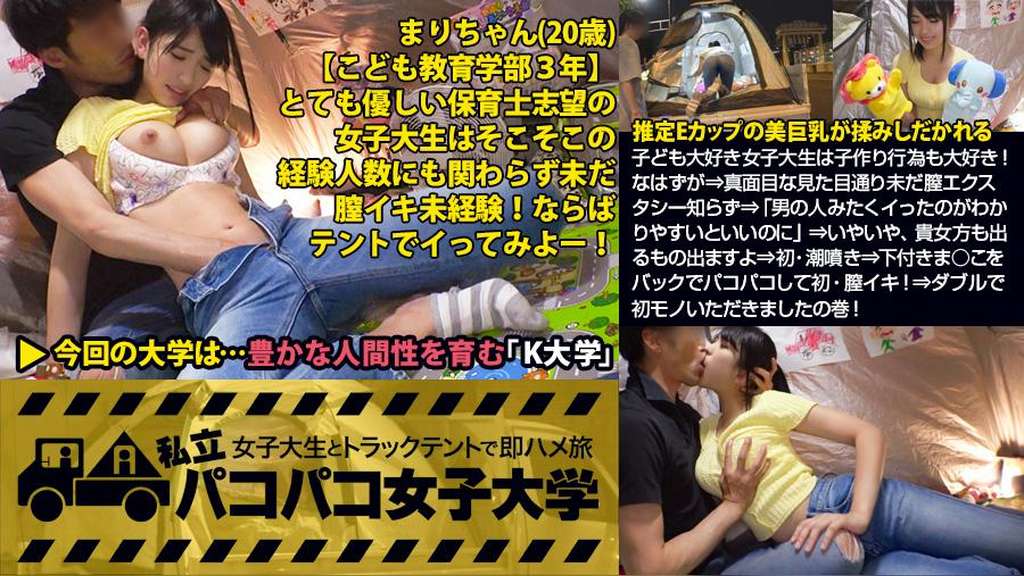 まりちゃん(20歳)
【こども教育学部3年】
とても優しい保育士志望の
女子大生はそこそこの
経験人数にも関わらず未だ
膣イキ未経験!ならば
テントでイってみよー!
▶今回の大学は…豊かな人間性を育む「K大学」
私立 女子大生とトラックテントで即ハメ旅
パコパコ女子大学
推定Eカップの美巨乳が揉みしだかれる
子ども大好き女子大生は子作り行為も大好き!
なはずが⇒真面目な見た目通り未だ膣エクス
タシー知らず⇒「男の人みたくイったのがわか
りやすいといいのに」⇒いやいや、貴女方も出
るもの出ますよ⇒初・潮噴き⇒下付きま○こを
バックでパコパコして初・膣イキ!⇒ダブルで
初モノいただきましたの巻!